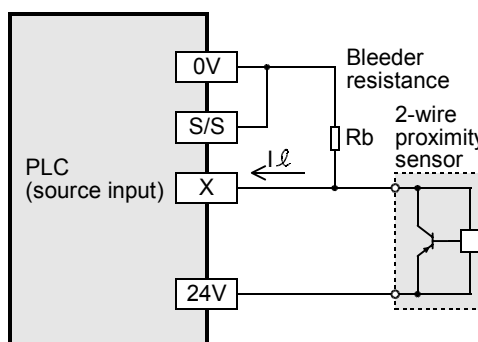 0V
Bleeder
resistance
S/S
2-wire
proximity
sensor
Rb
PLC
(source input)
Iℓ
X
24V